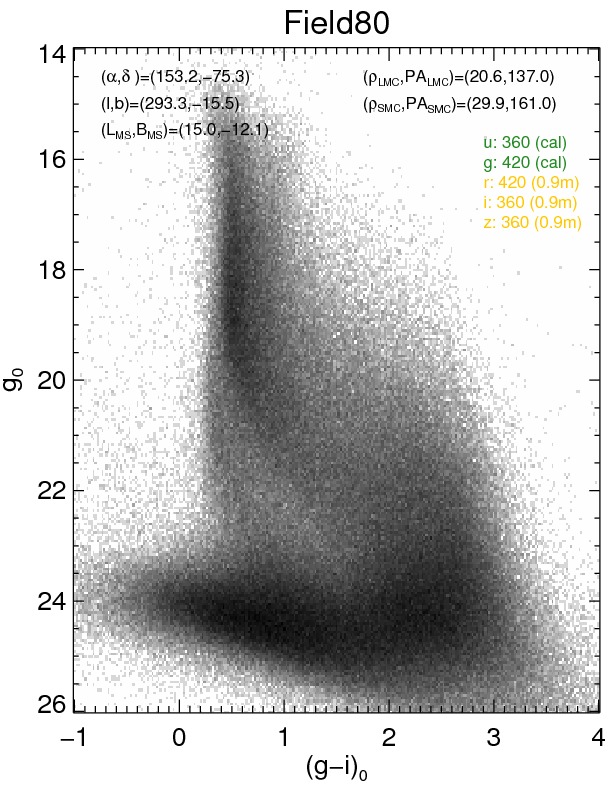 Field80
14
(α,δ)=(153.2,−75.3)
(ρLMC,PALMC)=(20.6,137.0)
(l,b)=(293.3,−15.5)
(ρSMC,PASMC)=(29.9,161.0)
(LMS,BMS)=(15.0,−12.1)
u: 360 (cal)
16
g: 420 (cal)
r: 420 (0.9m)
i: 360 (0.9m)
z: 360 (0.9m)
18
g0
20
22
24
26
−1 0 1 2 3 4
(g−i)0